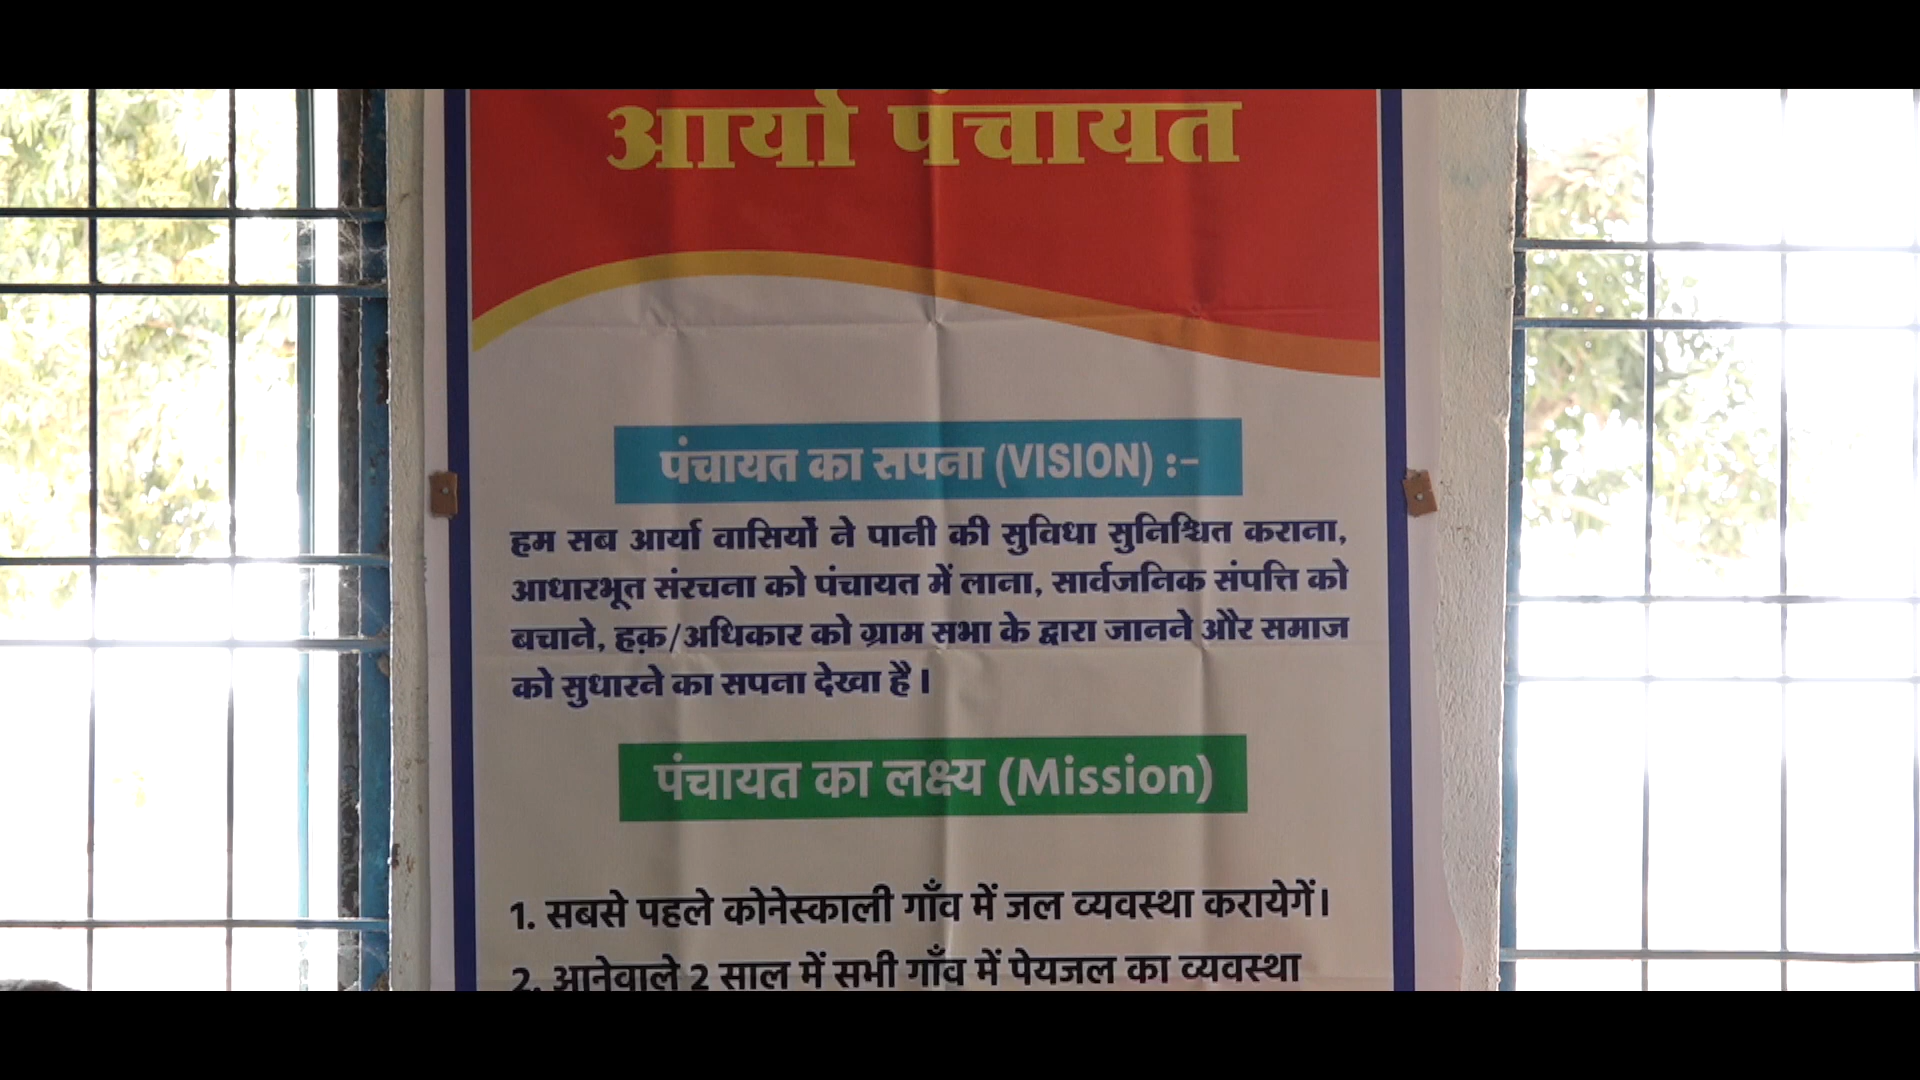 आर्या पंचायत
पंचायत का सपना (VISION) :-
हम सब आर्या वासियों ने पानी की सुविधा सुनिश्चित कराना,
आधारभूत संरचना को पंचायत में लाना, सार्वजनिक संपत्ति को
बचाने, हक़/अधिकार को ग्राम सभा के द्वारा जानने और समाज
को सुधारने का सपना देखा है।
पंचायत का लक्ष्य (Mission)
1. सबसे पहले कोनेस्काली गाँव में जल व्यवस्था करायेगें।
2. आनेवाले 2 साल में सभी गाँव में पेयजल का व्यवस्था